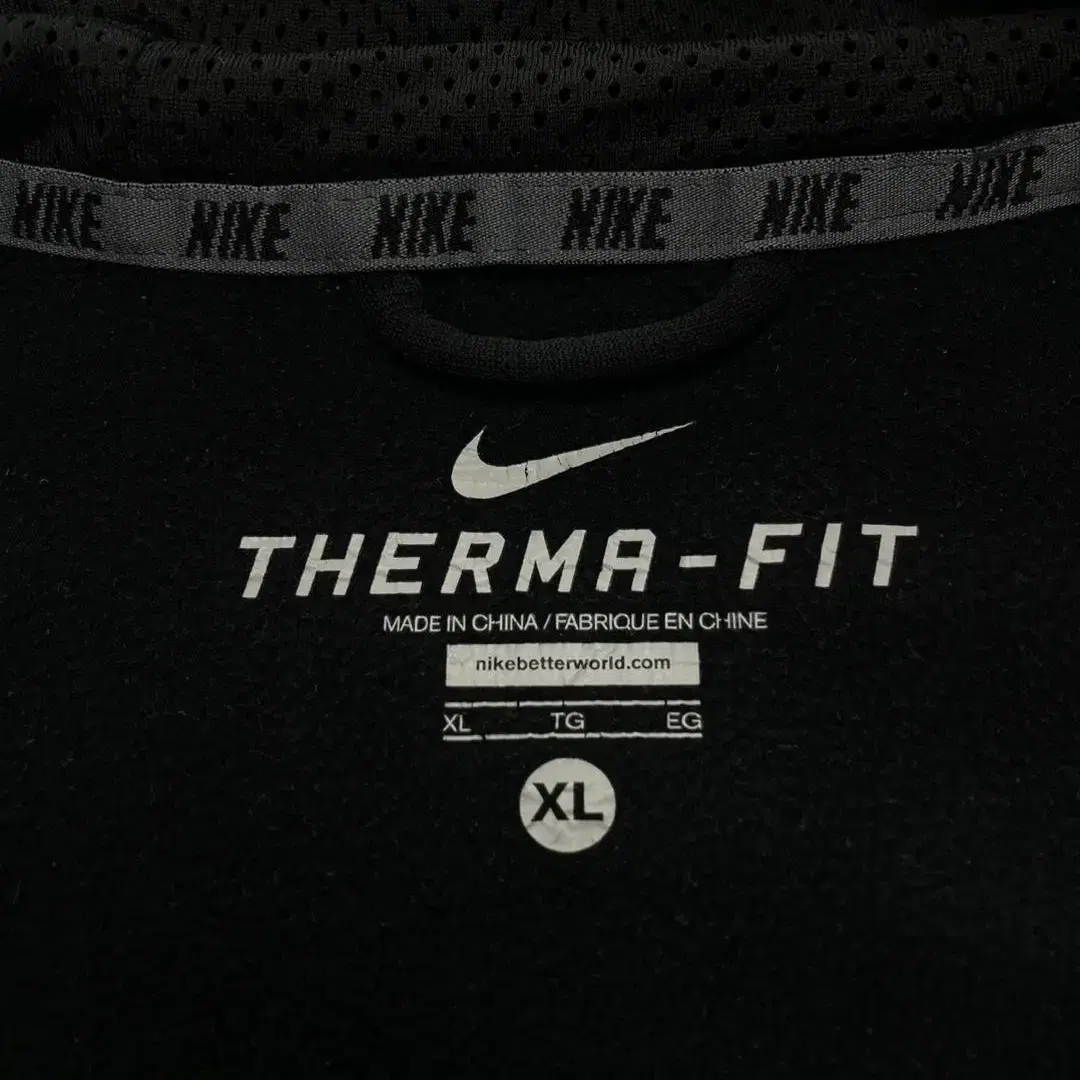 NIKE NIKE NIKE NIKE NIKE NIKE
THERMA-FIT
MADE IN CHINA / FABRIQUE EN CHINE
nikebetterworld.com
XL TG EG
XL